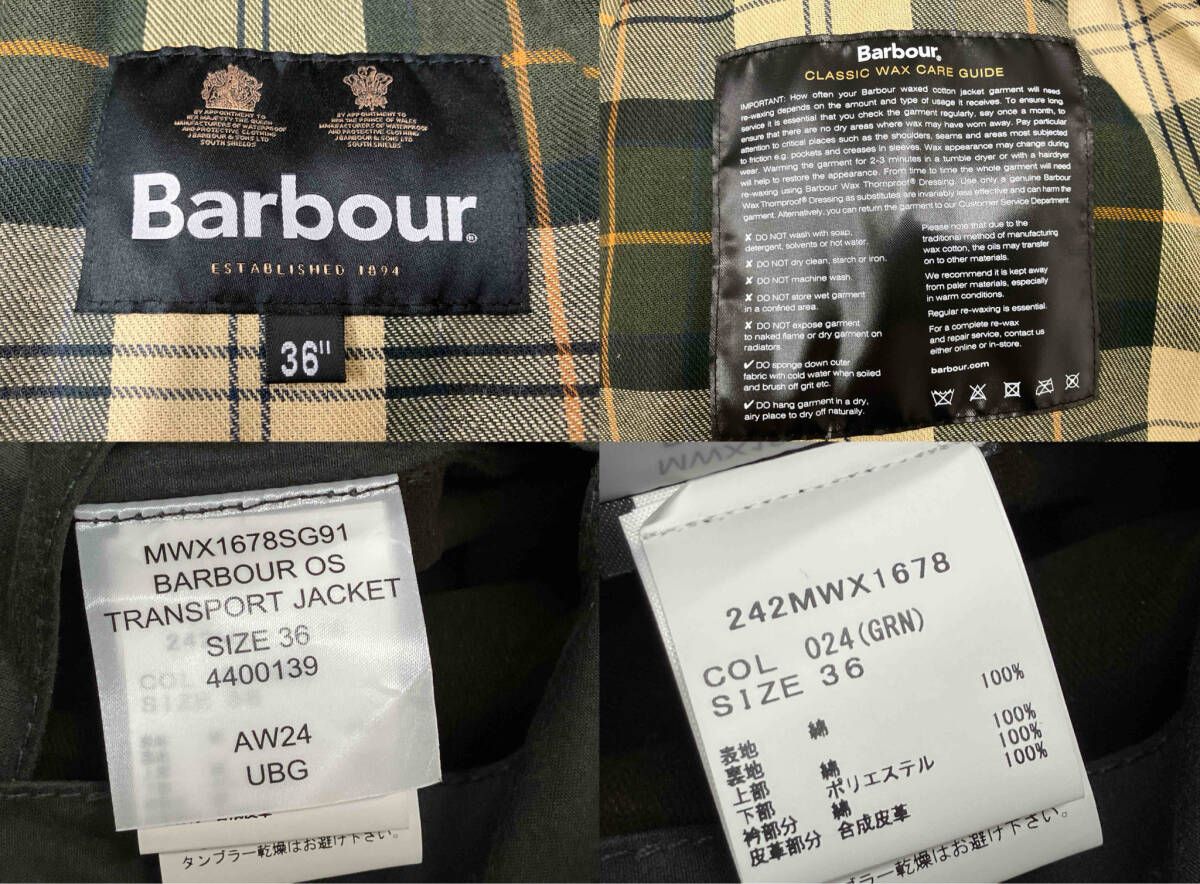 BY APPOINTMENT TO
HER MAJESTY THE QUEEN
MANUFACTURERS OF WATERPROOF
AND PROTECTIVE CLOTHING
J. BARBOUR & SONS LTD
SOUTH SHIELDS
BY APPOINTMENT TO
HRH THE PRINCE OF WALES
MANUFACTURERS OF WATERPROOF
AND PROTECTIVE CLOTHING
J. BARBOUR & SONS LTD
SOUTH SHIELDS
Barbour®
ESTABLISHED 1894
36"
Barbour®
CLASSIC WAX CARE GUIDE
IMPORTANT: How often your Barbour waxed cotton jacket garment will need
re-waxing depends on the amount and type of usage it receives. To ensure long
service it is essential that you check the garment regularly, say once a month, to
ensure that there are no dry areas where wax may have worn away. Pay particular
attention to critical places such as the shoulders, seams and areas most subjected
to friction e.g. pockets and creases in sleeves. Wax appearance may change during
wear. Warming the garment for 2-3 minutes in a tumble dryer or with a hairdryer
will help to restore the appearance. From time to time the whole garment will need
re-waxing using Barbour Wax Thornproof® Dressing. Use only a genuine Barbour
Wax Thornproof® Dressing as substitutes are invariably less effective and can harm the
garment. Alternatively, you can return the garment to our Customer Service Department.
✗ DO NOT wash with soap,
detergent, solvents or hot water.
✗ DO NOT dry clean, starch or iron.
✗ DO NOT machine wash.
✗ DO NOT store wet garment
in a confined area.
✗ DO NOT expose garment
to naked flame or dry garment on
radiators.
✓ DO sponge down outer
fabric with cold water when soiled
and brush off grit etc.
✓ DO hang garment in a dry,
airy place to dry off naturally.
Please note that due to the
traditional method of manufacturing
wax cotton, the oils may transfer
on to other materials.
We recommend it is kept away
from paler materials, especially
in warm conditions.
Regular re-waxing is essential.
For a complete re-wax
and repair service, contact us
either online or in-store.
barbour.com
MWX1678SG91
BARBOUR OS
TRANSPORT JACKET
SIZE 36
4400139
AW24
UBG
タンブラー乾燥はお避け下さい。
242MWX1678
COL 024(GRN)
SIZE 36
表地 綿 100%
裏地
上部 綿 100%
下部 ポリエステル 100%
衿部分 綿 100%
皮革部分 合成皮革
ブラー乾燥はお避け下さい。